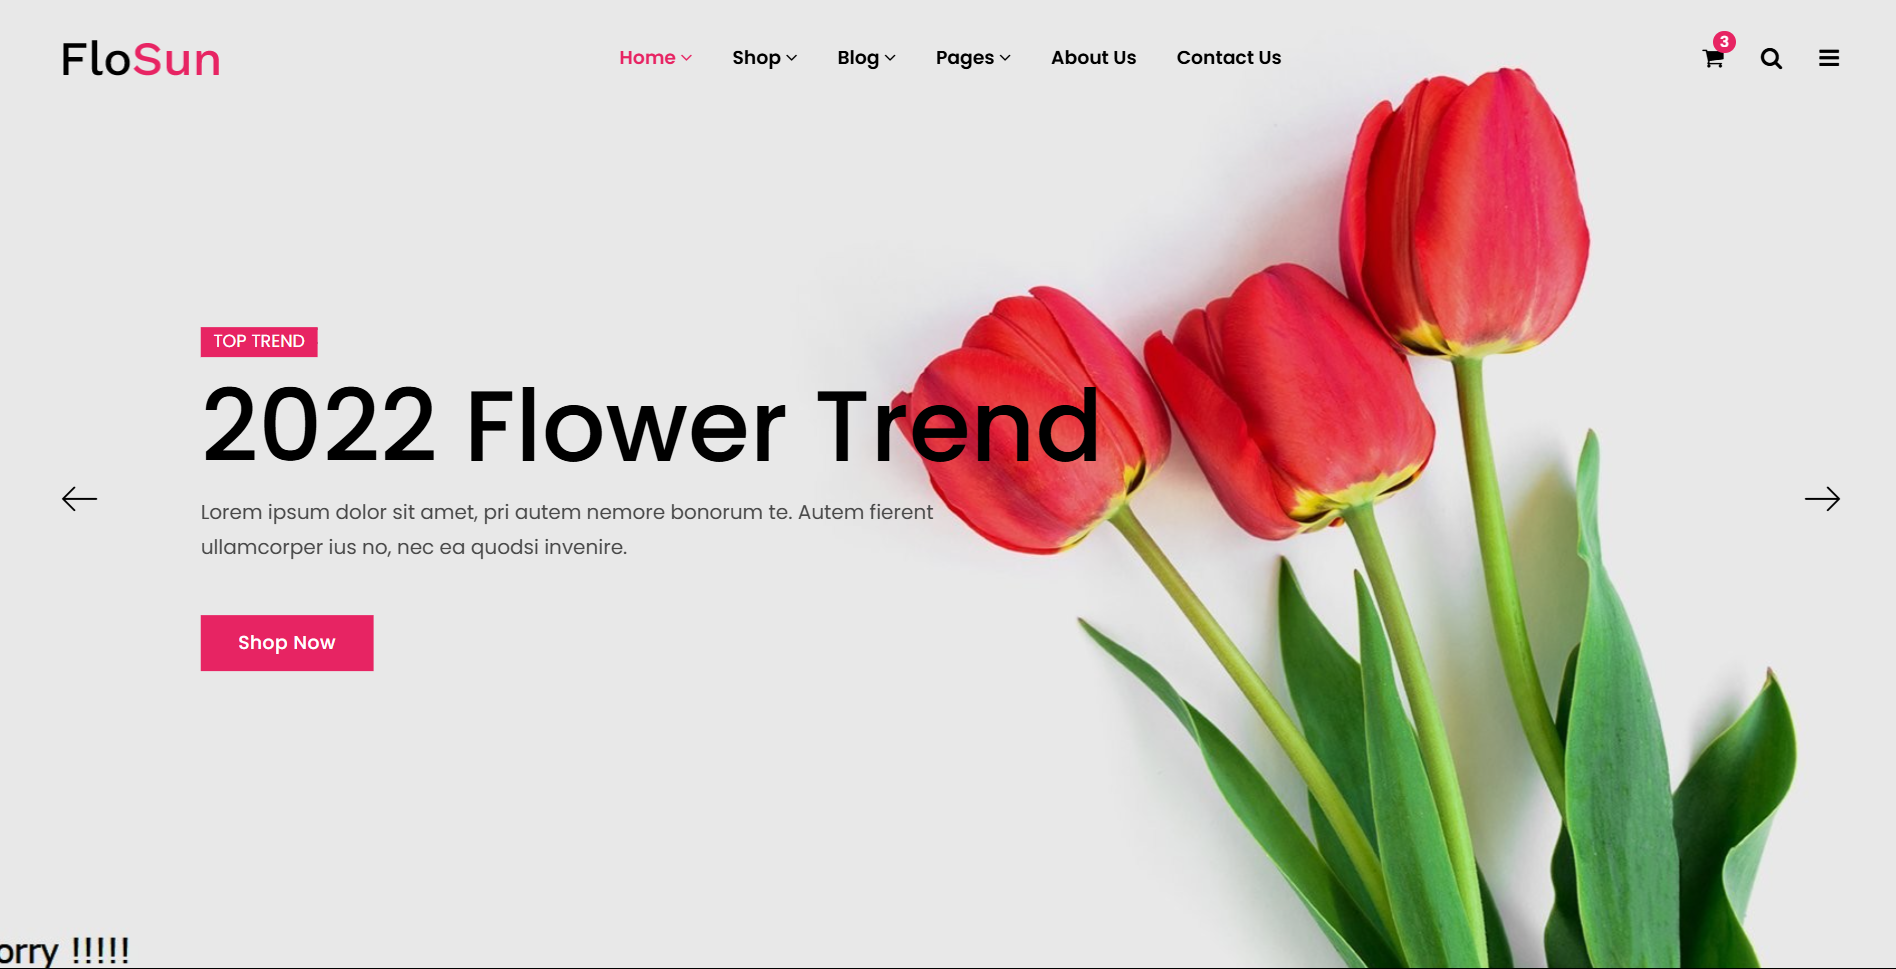 FloSun
Home Shop Blog Pages About Us Contact Us
3
TOP TREND
2022 Flower Trend
Lorem ipsum dolor sit amet, pri autem nemore bonorum te. Autem fierent
ullamcorper ius no, nec ea quodsi invenire.
Shop Now
orry !!!!!